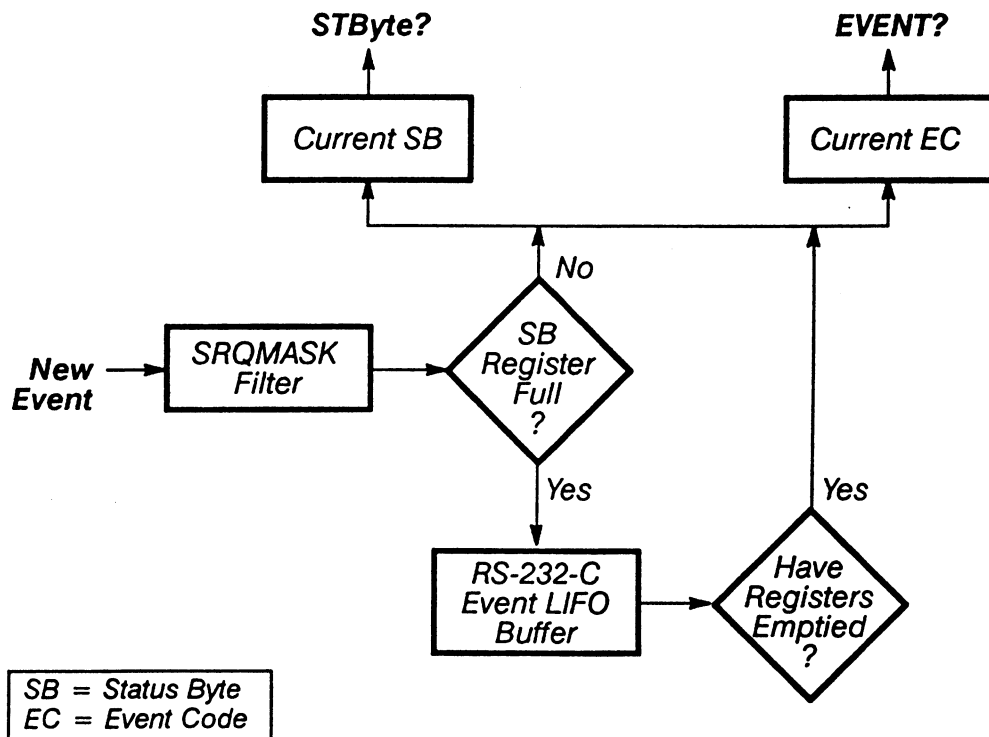 STByte?
EVENT?
Current SB
Current EC
No
New
Event
SRQMASK
Filter
SB
Register
Full
?
Yes
Yes
RS-232-C
Event LIFO
Buffer
Have
Registers
Emptied
?
SB = Status Byte
EC = Event Code